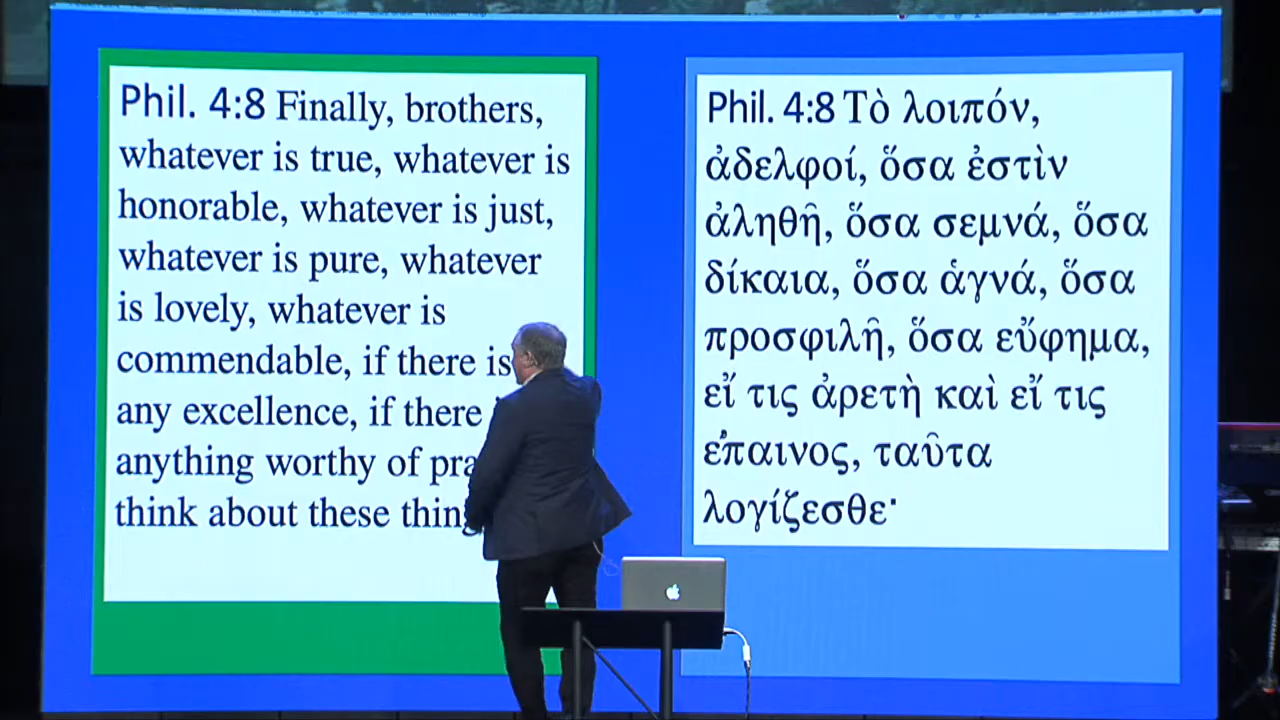 Phil. 4:8 Finally, brothers,
whatever is true, whatever is
honorable, whatever is just,
whatever is pure, whatever
is lovely, whatever is
commendable, if there is
any excellence, if there
anything worthy of
think about these
Phil. 4:8 Τὸ λοιπόν,
ἀδελφοί, ὅσα ἐστὶν
ἀληθῆ, ὅσα σεμνά, ὅσα
δίκαια, ὅσα ἁγνά, ὅσα
προσφιλῆ, ὅσα εὔφημα,
εἴ τις ἀρετὴ καὶ εἴ τις
ἔπαινος, ταῦτα
λογίζεσθε·